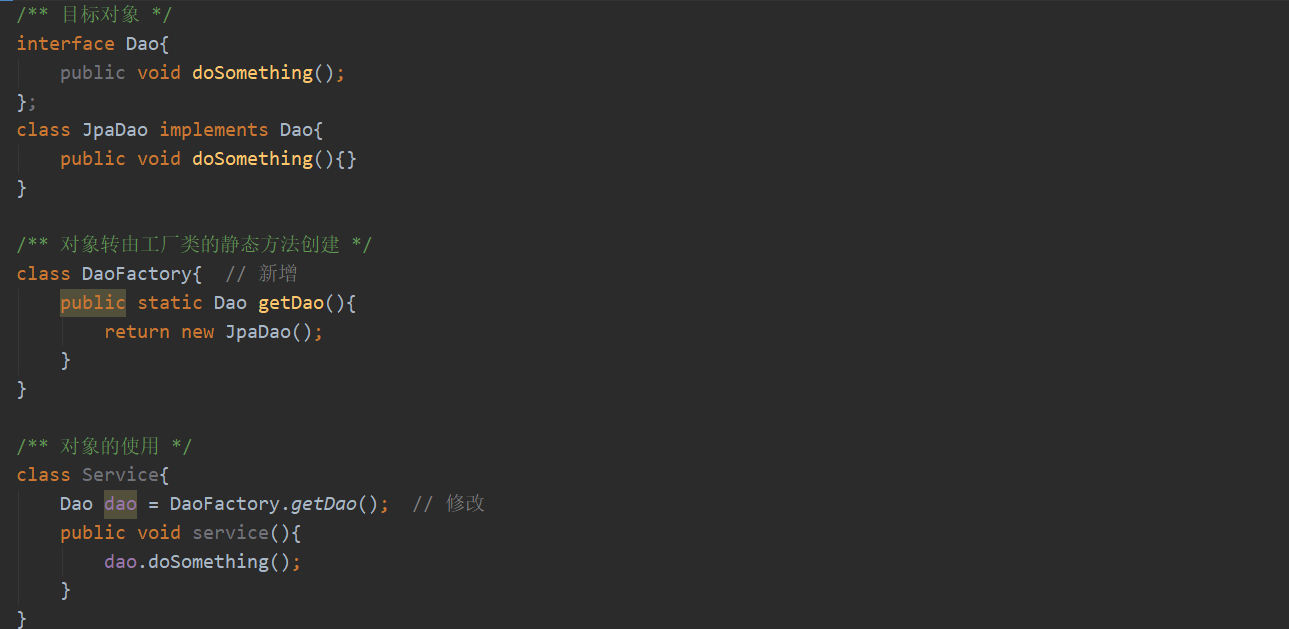 /** 目标对象 */
interface Dao{
    public void doSomething();
};
class JpaDao implements Dao{
    public void doSomething(){}
}

/** 对象转由工厂类的静态方法创建 */
class DaoFactory{  // 新增
    public static Dao getDao(){
        return new JpaDao();
    }
}

/** 对象的使用 */
class Service{
    Dao dao = DaoFactory.getDao();  // 修改
    public void service(){
        dao.doSomething();
    }
}